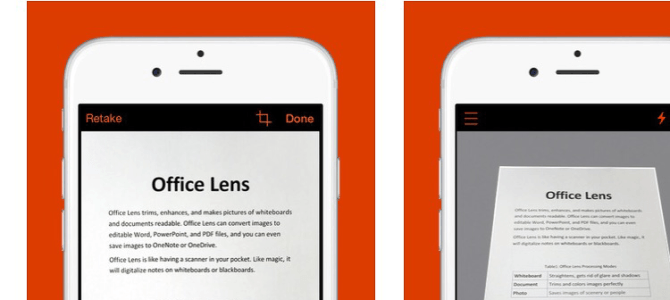 Retake
Done
Office Lens
Office Lens trims, enhances, and makes pictures of whiteboards
and documents readable. Office Lens can convert images to
editable Word, PowerPoint, and PDF files, and you can even
save images to OneNote or OneDrive.
Office Lens is like having a scanner in your pocket. Like magic, it
will digitalize notes on whiteboards or blackboards.
Office Lens
Office Lens trims, enhances, and makes pictures of whiteboards
and documents readable. Office Lens can convert images to
editable Word, PowerPoint, and PDF files, and you can even
save images to OneNote or OneDrive.
Office Lens is like having a scanner in your pocket. Like magic, it
will digitalize notes on whiteboards or blackboards.
Table1: Office Lens Processing Modes
Whiteboard Straightens, gets rid of glare and shadows
Document Trims and colors images perfectly
Photo Saves images of scenery or people